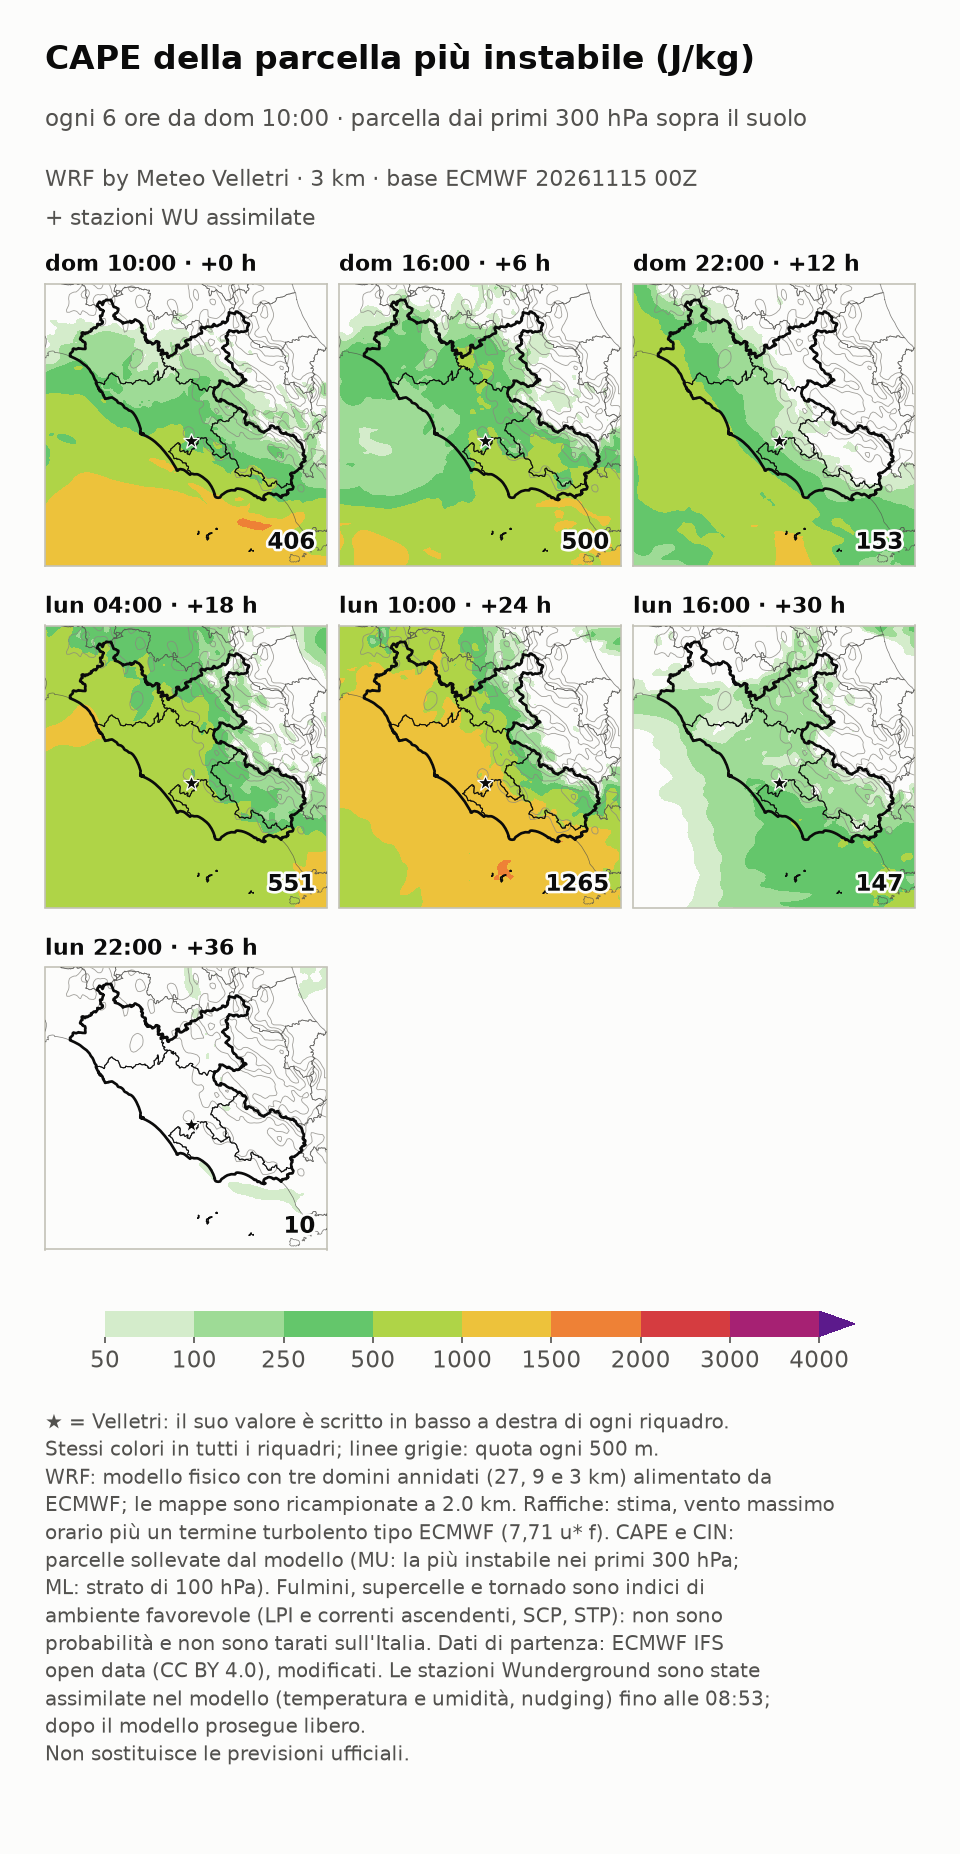 CAPE della parcella più instabile (J/kg)
ogni 6 ore da dom 10:00 · parcella dai primi 300 hPa sopra il suolo
WRF by Meteo Velletri · 3 km · base ECMWF 20261115 00Z
+ stazioni WU assimilate
dom 10:00 · +0 h
dom 16:00 · +6 h
dom 22:00 · +12 h
406
500
153
lun 04:00 · +18 h
lun 10:00 · +24 h
lun 16:00 · +30 h
551
1265
147
lun 22:00 · +36 h
10
50 100 250 500 1000 1500 2000 3000 4000
★ = Velletri: il suo valore è scritto in basso a destra di ogni riquadro.
Stessi colori in tutti i riquadri; linee grigie: quota ogni 500 m.
WRF: modello fisico con tre domini annidati (27, 9 e 3 km) alimentato da
ECMWF; le mappe sono ricampionate a 2.0 km. Raffiche: stima, vento massimo
orario più un termine turbolento tipo ECMWF (7,71 u* f). CAPE e CIN:
parcelle sollevate dal modello (MU: la più instabile nei primi 300 hPa;
ML: strato di 100 hPa). Fulmini, supercelle e tornado sono indici di
ambiente favorevole (LPI e correnti ascendenti, SCP, STP): non sono
probabilità e non sono tarati sull'Italia. Dati di partenza: ECMWF IFS
open data (CC BY 4.0), modificati. Le stazioni Wunderground sono state
assimilate nel modello (temperatura e umidità, nudging) fino alle 08:53;
dopo il modello prosegue libero.
Non sostituisce le previsioni ufficiali.